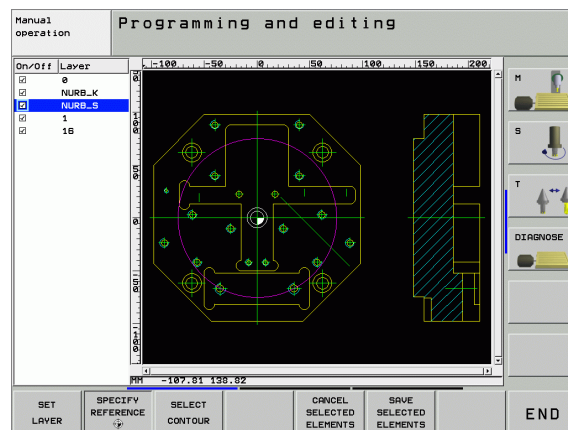 Manual
operation
Programming and editing
On/Off Layer
0
NURB_K
NURB_S
1
16
-100 -50 0 50 100 150 200
M
S
T
DIAGNOSE
MM -107.81 138.82
SET
LAYER
SPECIFY
REFERENCE
SELECT
CONTOUR
CANCEL
SELECTED
ELEMENTS
SAVE
SELECTED
ELEMENTS
END